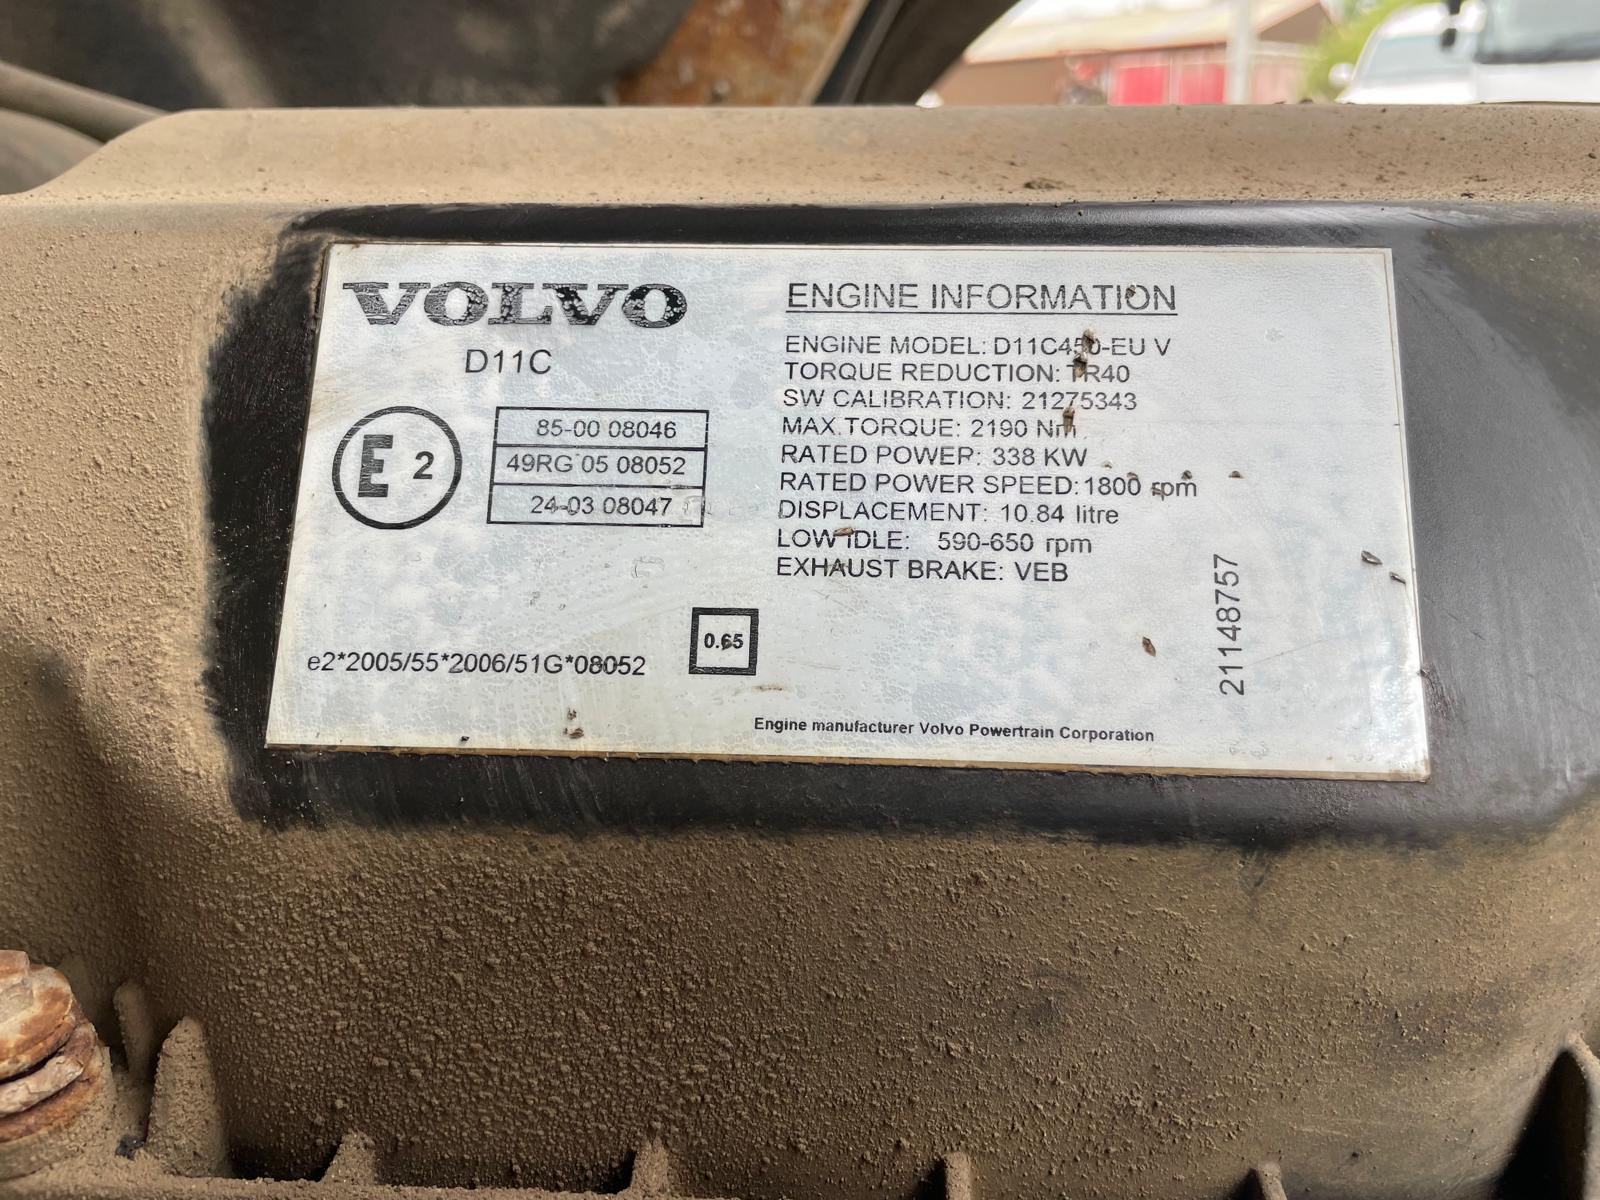 VOLVO
D11C
E 2
85-00 08046
49RG 05 08052
24-03 08047
e2*2005/55*2006/51G*08052
0.65
ENGINE INFORMATION
ENGINE MODEL: D11C450-EU V
TORQUE REDUCTION: TR40
SW CALIBRATION: 21275343
MAX.TORQUE: 2190 Nm
RATED POWER: 338 KW
RATED POWER SPEED: 1800 rpm
DISPLACEMENT: 10.84 litre
LOW IDLE: 590-650 rpm
EXHAUST BRAKE: VEB
21148757
Engine manufacturer Volvo Powertrain Corporation